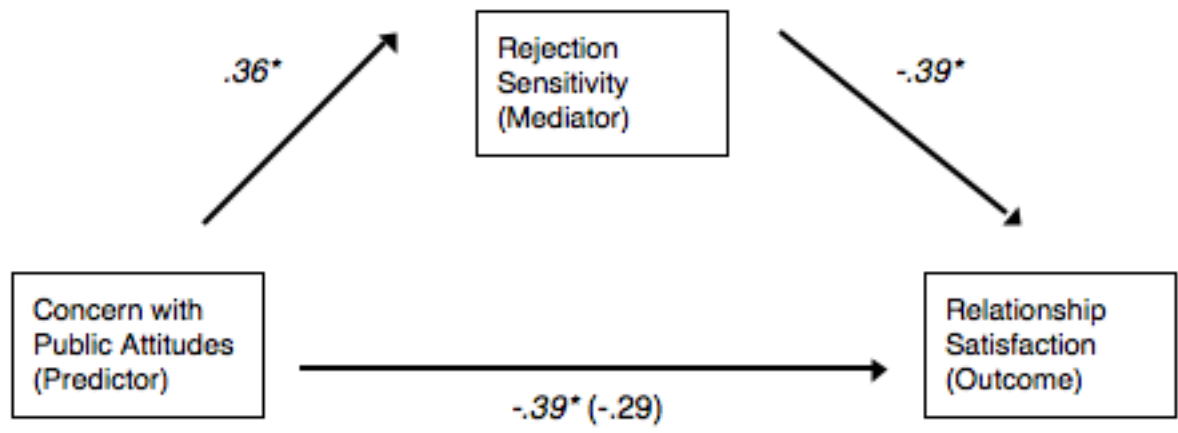 Rejection
Sensitivity
(Mediator)
.36*
-.39*
Concern with
Public Attitudes
(Predictor)
Relationship
Satisfaction
(Outcome)
-.39* (-.29)